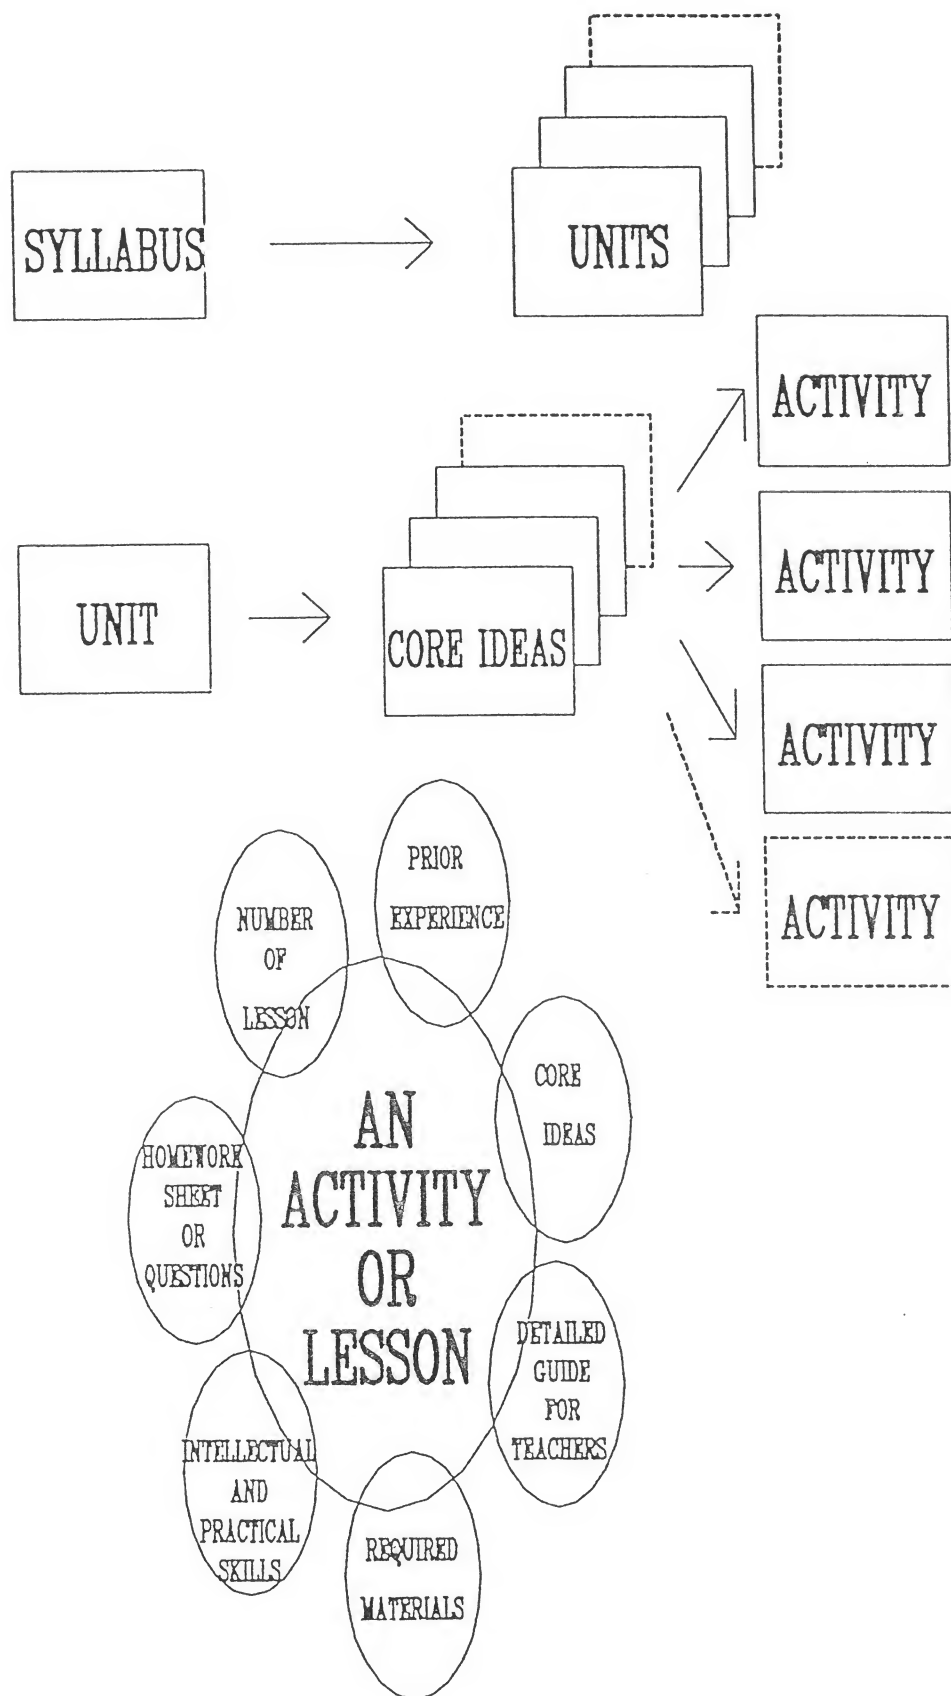 SYLLABUS
UNITS
ACTIVITY
ACTIVITY
UNIT
CORE IDEAS
ACTIVITY
ACTIVITY
PRIOR
EXPERIENCE
NUMBER
OF
LESSON
CORE
IDEAS
AN
ACTIVITY
OR
LESSON
HOMEWORK
SHEET
OR
QUESTIONS
DETAILED
GUIDE
FOR
TEACHERS
INTELLECTUAL
AND
PRACTICAL
SKILLS
REQUIRED
MATERIALS